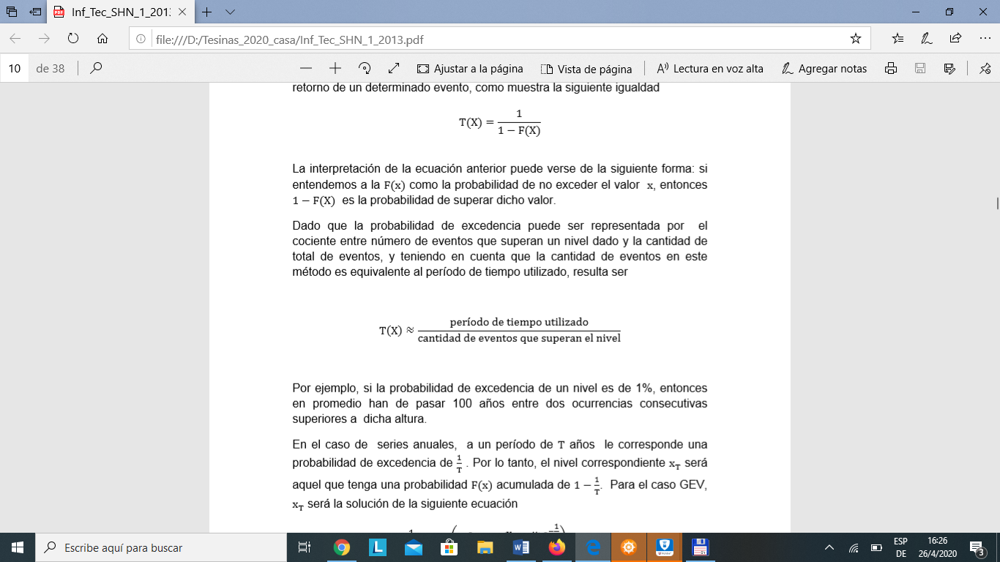 Inf_Tec_SHN_1_201
file:///D:/Tesinas_2020_casa/Inf_Tec_SHN_1_2013.pdf
10 de 38 Ajustar a la página Vista de página Lectura en voz alta Agregar notas
retorno de un determinado evento, como muestra la siguiente igualdad
T(X) = 1 / (1 − F(X))
La interpretación de la ecuación anterior puede verse de la siguiente forma: si
entendemos a la F(x) como la probabilidad de no exceder el valor x, entonces
1 − F(X) es la probabilidad de superar dicho valor.
Dado que la probabilidad de excedencia puede ser representada por el
cociente entre número de eventos que superan un nivel dado y la cantidad de
total de eventos, y teniendo en cuenta que la cantidad de eventos en este
método es equivalente al período de tiempo utilizado, resulta ser
T(X) ≈ período de tiempo utilizado / cantidad de eventos que superan el nivel
Por ejemplo, si la probabilidad de excedencia de un nivel es de 1%, entonces
en promedio han de pasar 100 años entre dos ocurrencias consecutivas
superiores a dicha altura.
En el caso de series anuales, a un período de T años le corresponde una
probabilidad de excedencia de 1/T . Por lo tanto, el nivel correspondiente x_T será
aquel que tenga una probabilidad F(x) acumulada de 1 − 1/T. Para el caso GEV,
x_T será la solución de la siguiente ecuación
Escribe aquí para buscar
ESP 16:26
DE 26/4/2020 3